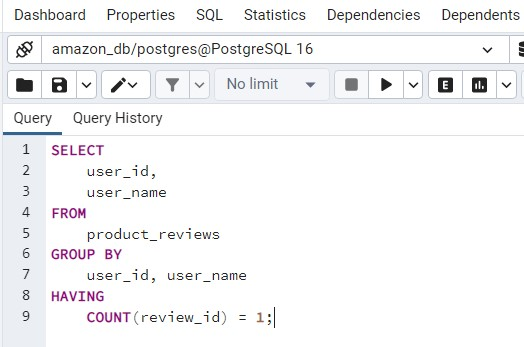 Dashboard Properties SQL Statistics Dependencies Dependents
amazon_db/postgres@PostgreSQL 16
No limit E
Query Query History
1 SELECT
2 user_id,
3 user_name
4 FROM
5 product_reviews
6 GROUP BY
7 user_id, user_name
8 HAVING
9 COUNT(review_id) = 1;